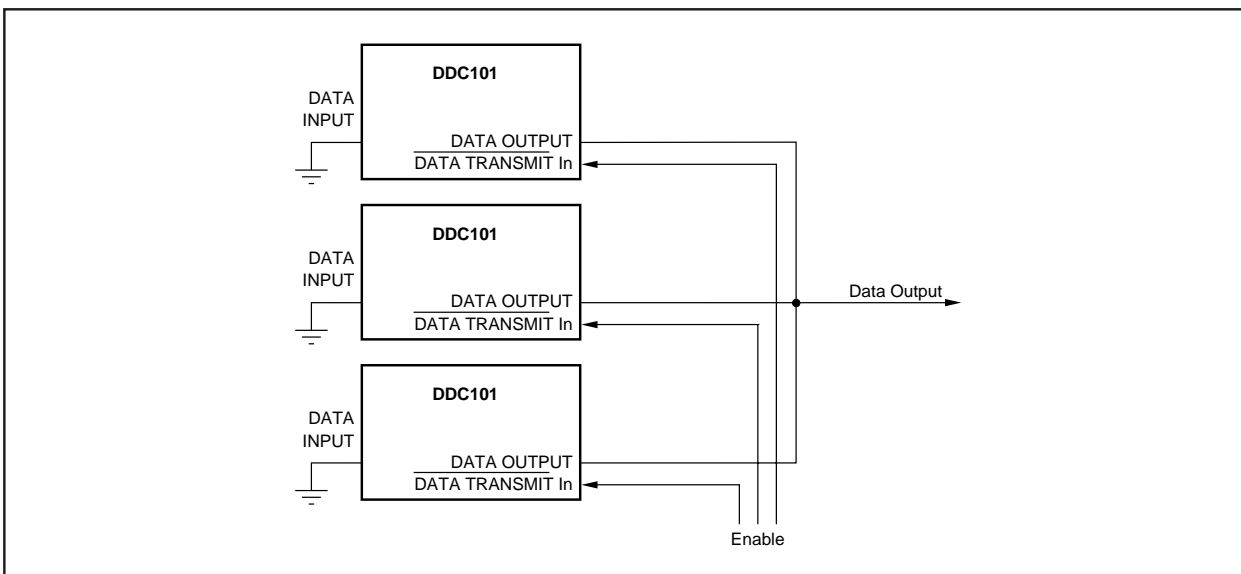 DDC101
DATA
INPUT
DATA OUTPUT
DATA TRANSMIT In
DDC101
DATA
INPUT
DATA OUTPUT
DATA TRANSMIT In
Data Output
DDC101
DATA
INPUT
DATA OUTPUT
DATA TRANSMIT In
Enable